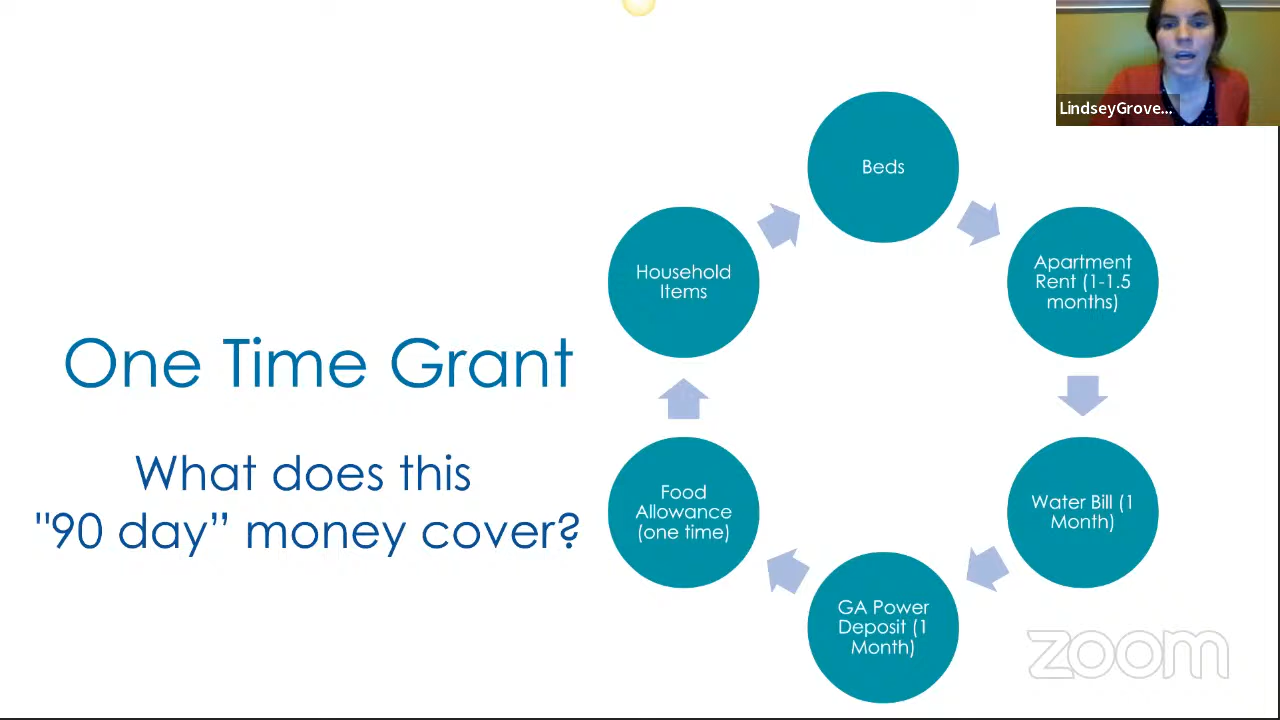 LindseyGrove...
One Time Grant
What does this
"90 day” money cover?
Beds
Apartment
Rent (1-1.5
months)
Water Bill (1
Month)
GA Power
Deposit (1
Month)
Food
Allowance
(one time)
Household
Items
zoom